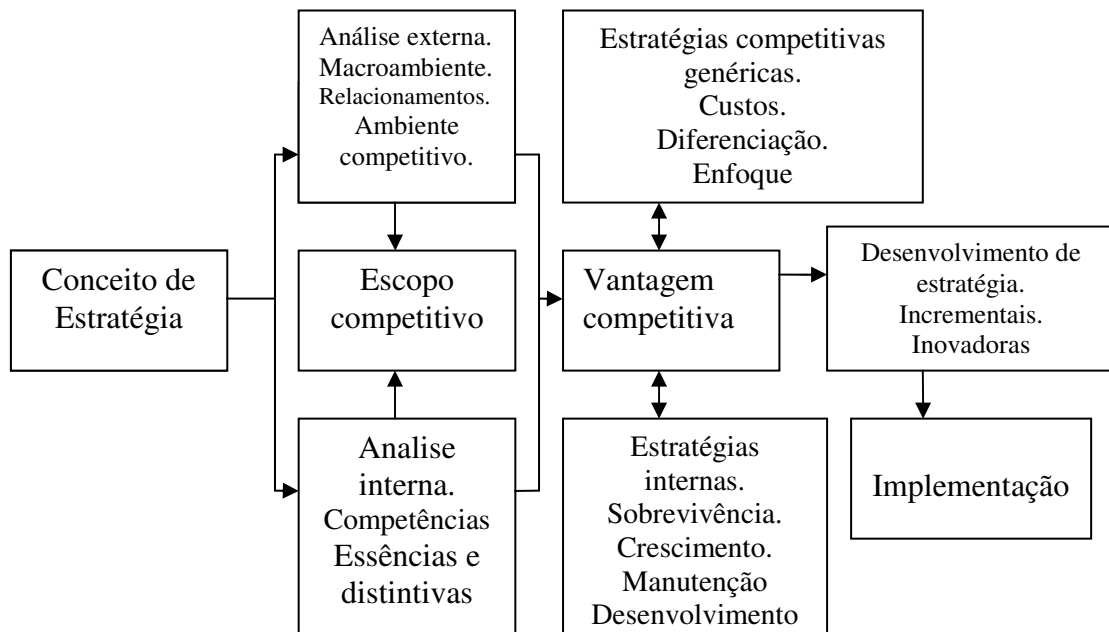 Análise externa.
Macroambiente.
Relacionamentos.
Ambiente
competitivo.
Estratégias competitivas
genéricas.
Custos.
Diferenciação.
Enfoque
Conceito de
Estratégia
Escopo
competitivo
Vantagem
competitiva
Desenvolvimento de
estratégia.
Incrementais.
Inovadoras
Analise
interna.
Competências
Essências e
distintivas
Estratégias
internas.
Sobrevivência.
Crescimento.
Manutenção
Desenvolvimento
Implementação